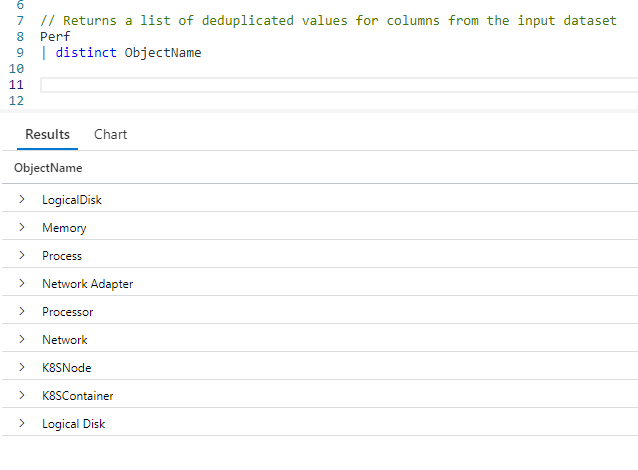 6
7 // Returns a list of deduplicated values for columns from the input dataset
8 Perf
9 | distinct ObjectName
10
11
12
Results Chart
ObjectName
LogicalDisk
Memory
Process
Network Adapter
Processor
Network
K8SNode
K8SContainer
Logical Disk